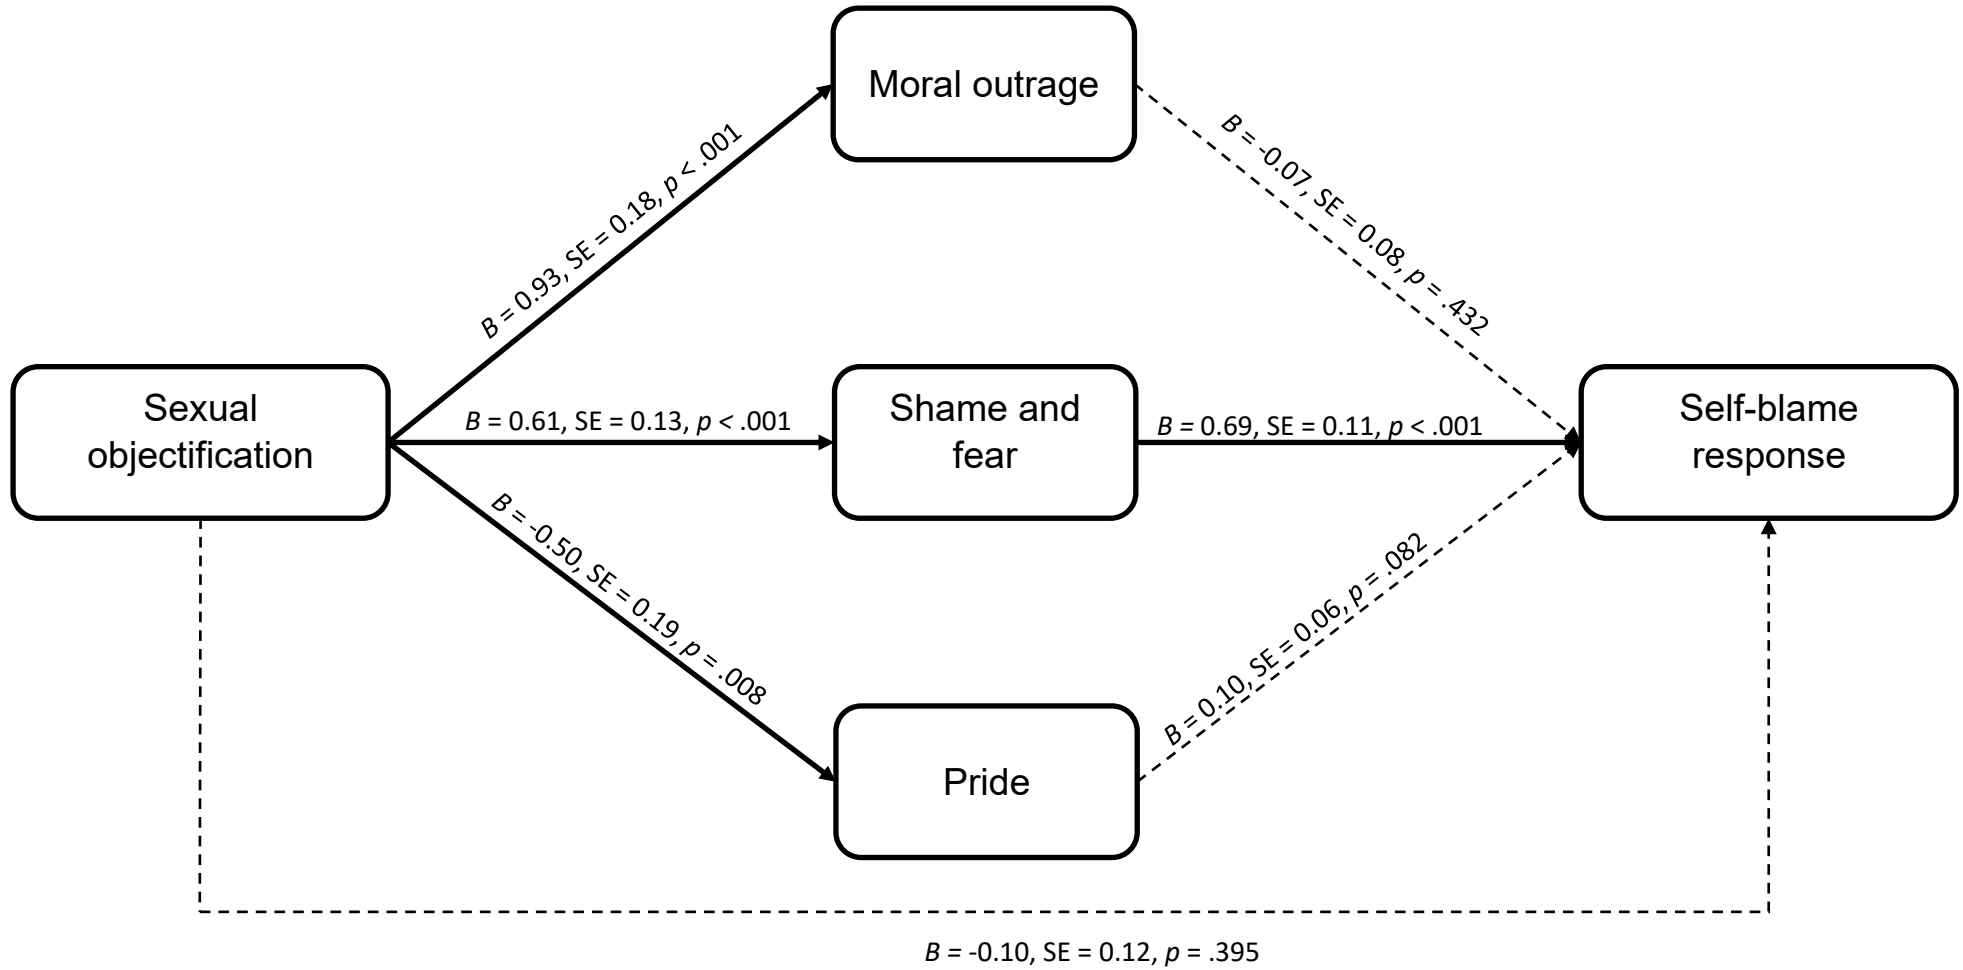 Moral outrage
B = 0.93, SE = 0.18, p < .001
B = -0.07, SE = 0.08, p = .432
Sexual
objectification
B = 0.61, SE = 0.13, p < .001
Shame and
fear
B = 0.69, SE = 0.11, p < .001
Self-blame
response
B = -0.50, SE = 0.19, p = .008
B = 0.10, SE = 0.06, p = .082
Pride
B = -0.10, SE = 0.12, p = .395